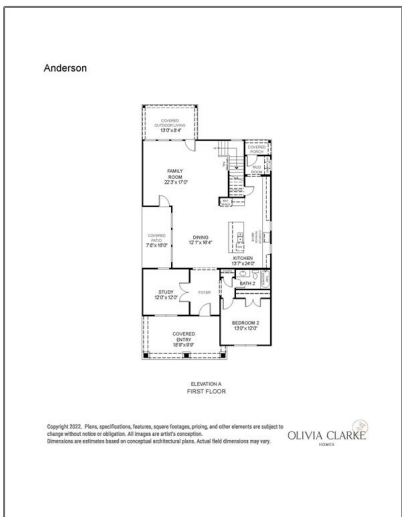 Anderson
COVERED
OUTDOOR LIVING
13'0"x 8'4"
COVERED
PORCH
MUD
ROOM
FAMILY
ROOM
22'3"x 17'0"
COVERED
PATIO
7'6"x 16'0"
DINING
12'1"x 16'4"
KITCHEN
13'7"x 24'0"
BATH 2
STUDY
12'0"x 12'0"
FOYER
BEDROOM 2
13'0"x 12'0"
COVERED
ENTRY
ELEVATION A
FIRST FLOOR
Copyright 2022. Plans, specifications, features, square footages, pricing, and other elements are subject to
change without notice or obligation. All images are artist's conception.
Dimensions are estimates based on conceptual architectural plans. Actual field dimensions may vary.
OLIVIA CLARKE
HOMES